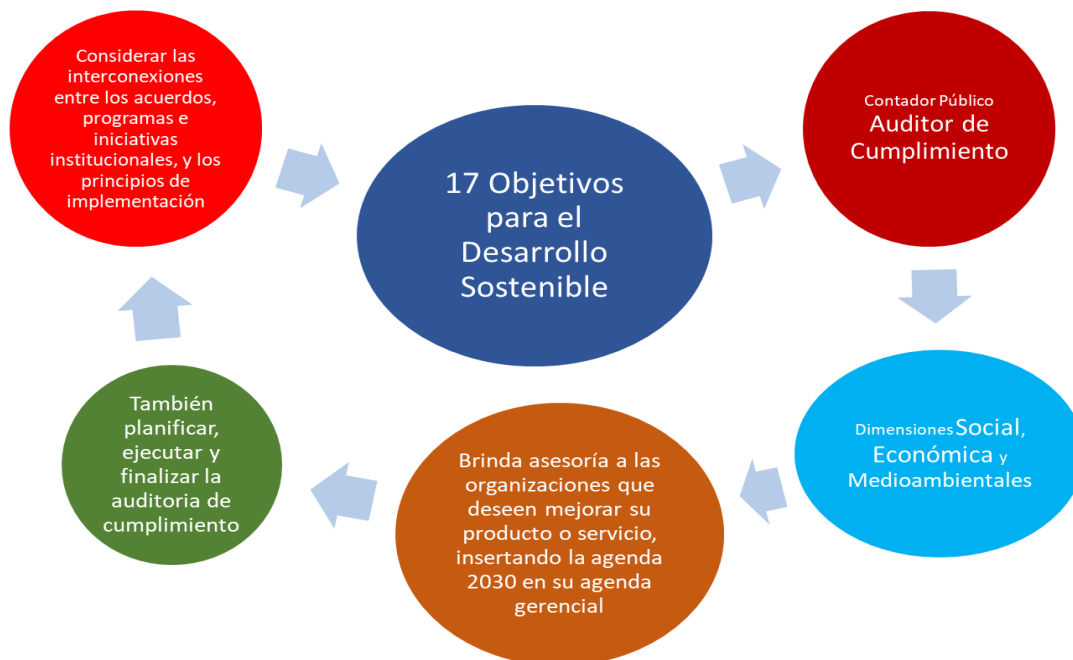 17 Objetivos
para el
Desarrollo
Sostenible
Contador Público
Auditor de
Cumplimiento
Dimensiones Social,
Económica y
Medioambientales
Brinda asesoría a las
organizaciones que
deseen mejorar su
producto o servicio,
insertando la agenda
2030 en su agenda
gerencial
También
planificar,
ejecutar y
finalizar la
auditoria de
cumplimiento
Considerar las
interconexiones
entre los acuerdos,
programas e
iniciativas
institucionales, y los
principios de
implementación